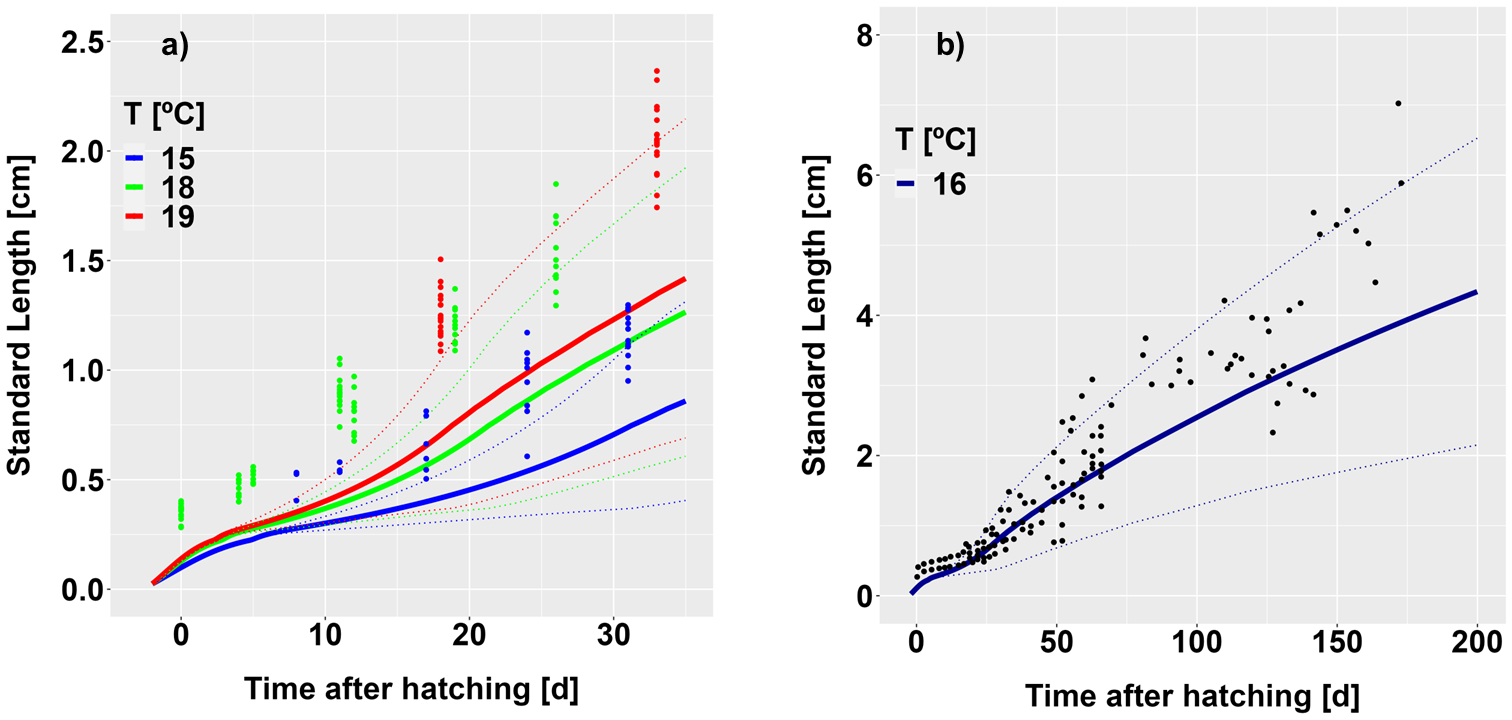 a)
T [ºC]
15
18
19
2.5
2.0
1.5
1.0
0.5
0.0
Standard Length [cm]
0 10 20 30
Time after hatching [d]
b)
T [ºC]
16
8
6
4
2
0
Standard Length [cm]
0 50 100 150 200
Time after hatching [d]